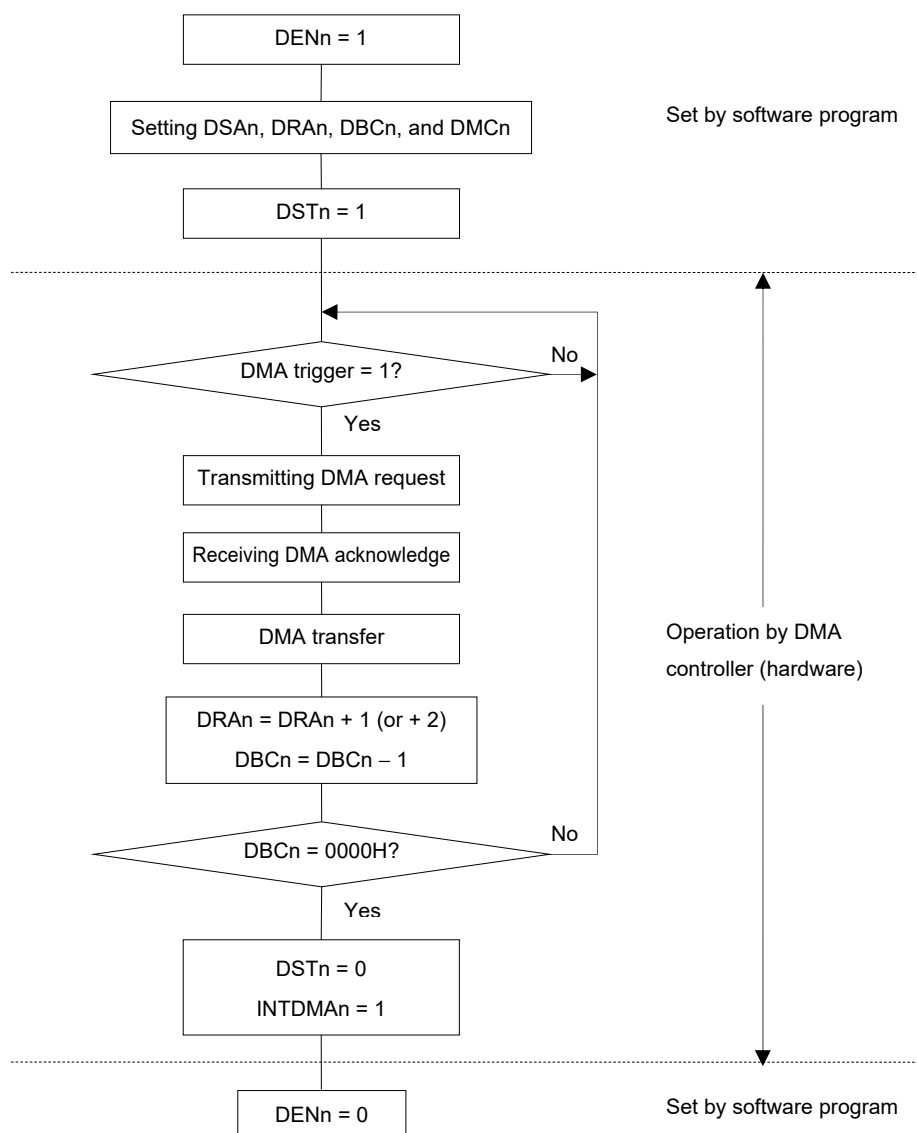 DENn = 1
Setting DSAn, DRAn, DBCn, and DMCn
Set by software program
DSTn = 1
DMA trigger = 1?
No
Yes
Transmitting DMA request
Receiving DMA acknowledge
DMA transfer
Operation by DMA
controller (hardware)
DRAn = DRAn + 1 (or + 2)
DBCn = DBCn − 1
DBCn = 0000H?
No
Yes
DSTn = 0
INTDMAn = 1
DENn = 0
Set by software program